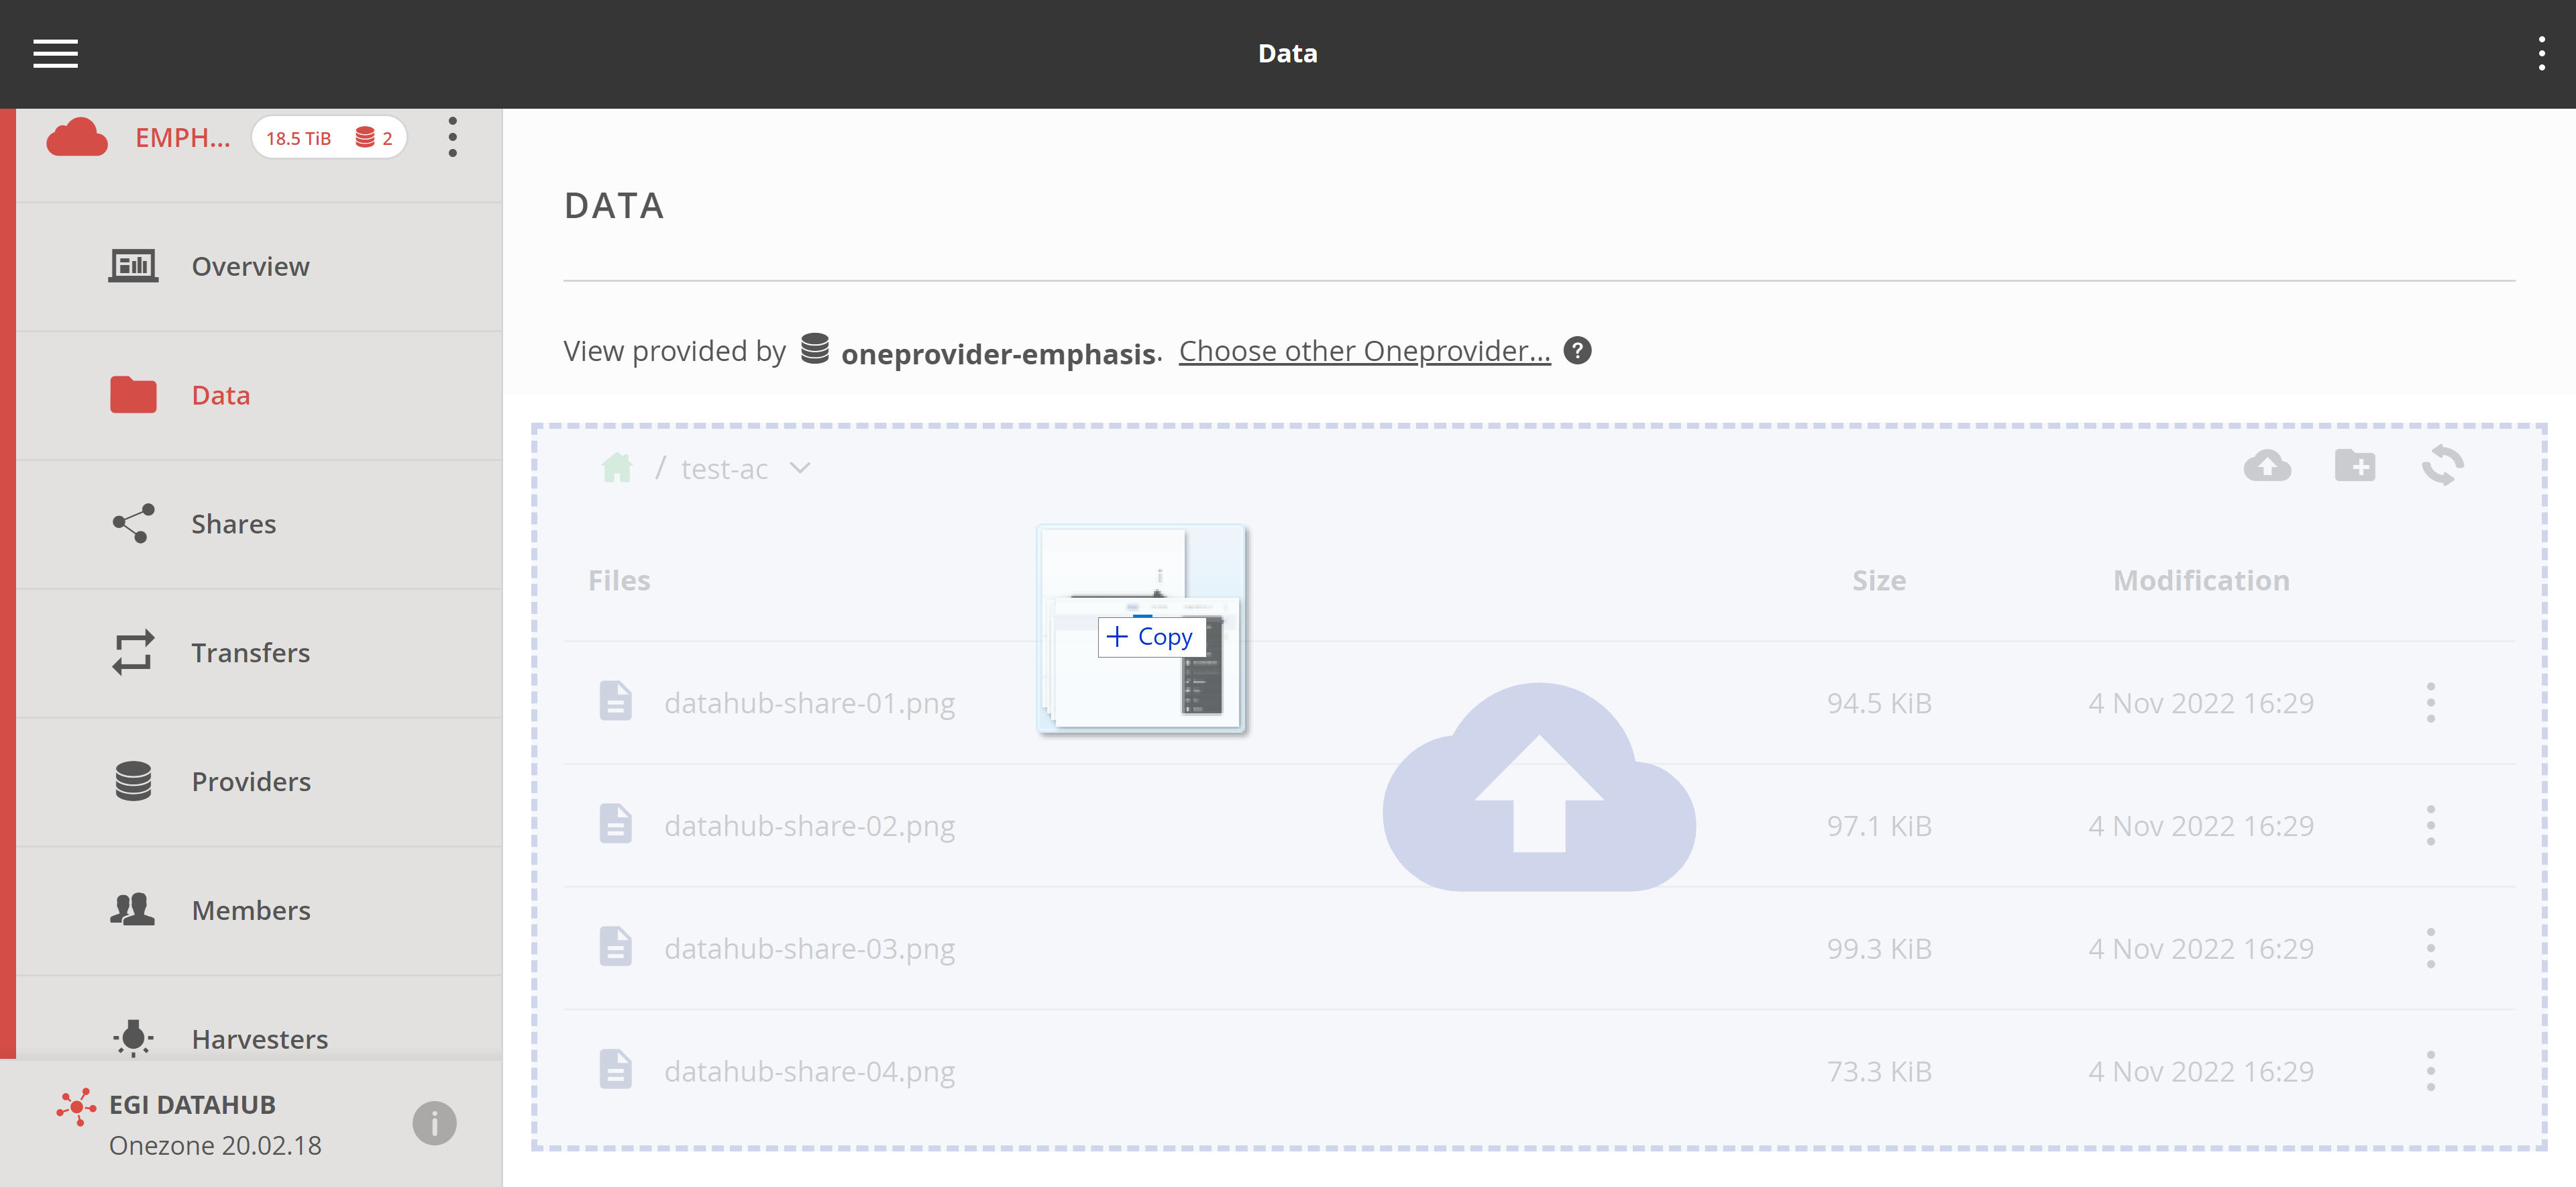 Data
EMPH...
18.5 TiB 2
Overview
Data
Shares
Transfers
Providers
Members
Harvesters
EGI DATAHUB
Onezone 20.02.18
DATA
View provided by oneprovider-emphasis. Choose other Oneprovider... ?
/ test-ac
Files Size Modification
+ Copy
datahub-share-01.png 94.5 KiB 4 Nov 2022 16:29
datahub-share-02.png 97.1 KiB 4 Nov 2022 16:29
datahub-share-03.png 99.3 KiB 4 Nov 2022 16:29
datahub-share-04.png 73.3 KiB 4 Nov 2022 16:29